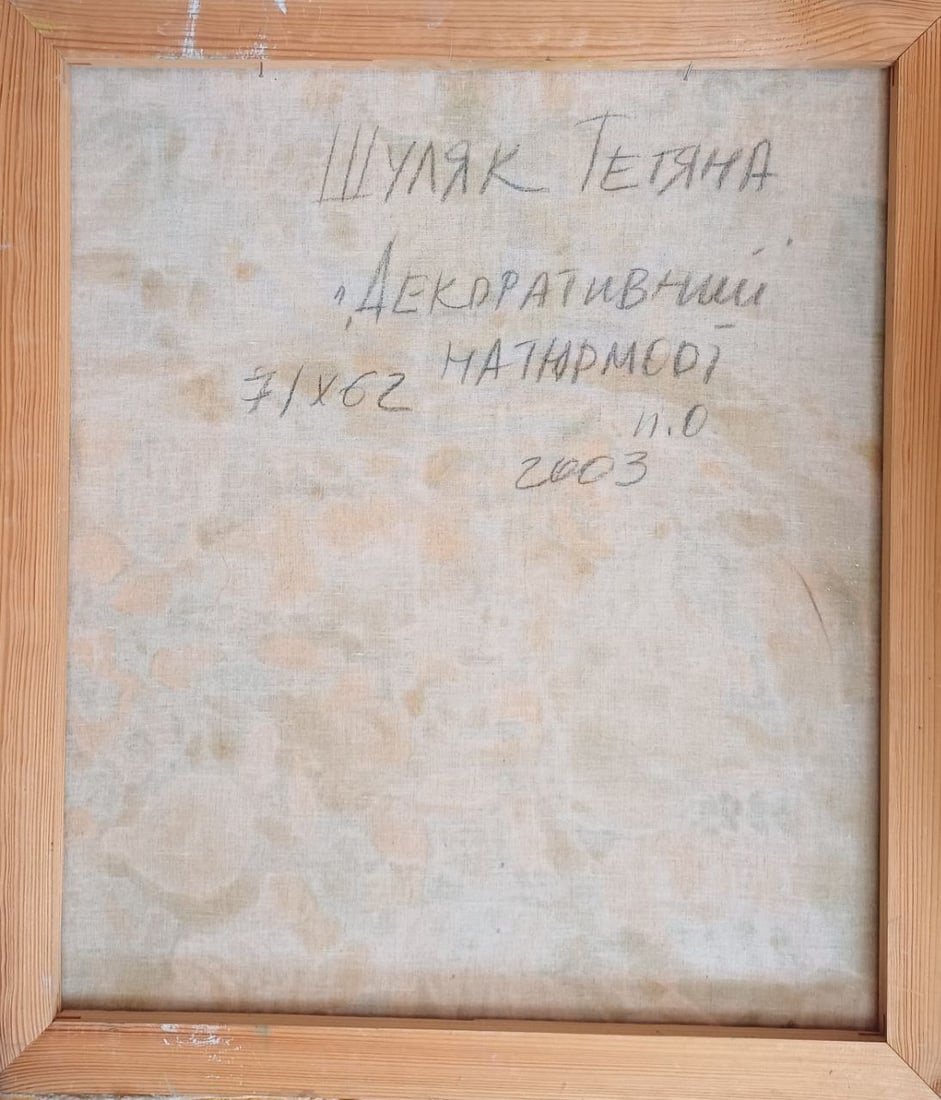 Шуляк Тетяна
„Декоративний"
натюрморт
71х62
п.о
2003